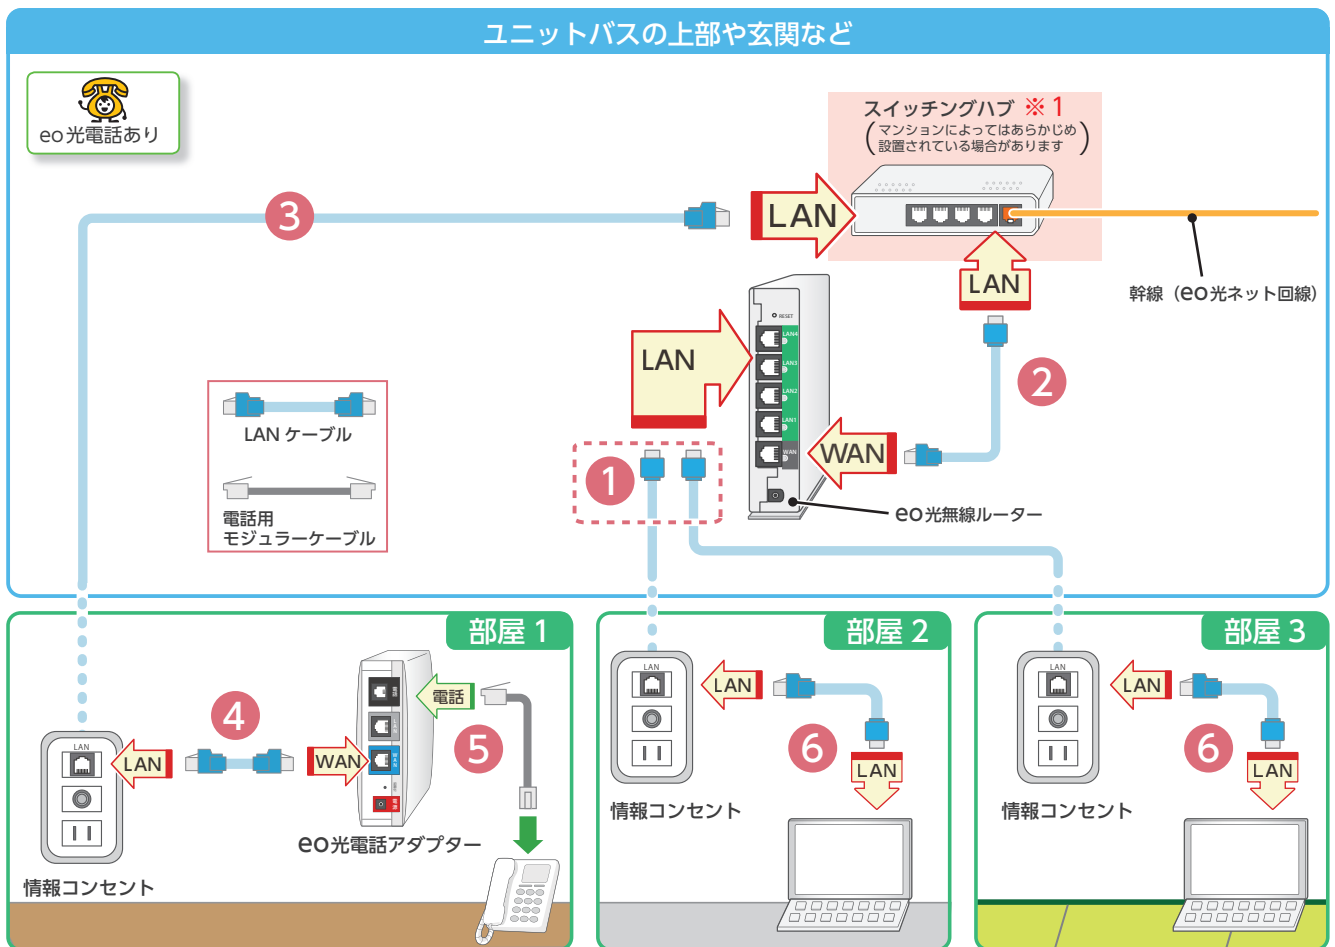 ユニットバスの上部や玄関など
eo光電話あり
スイッチングハブ ※1
(マンションによってはあらかじめ
設置されている場合があります)
3
LAN
LAN
幹線(eo光ネット回線)
RESET
LAN4
LAN3
LAN2
LAN1
WAN
LAN
2
WAN
1
eo光無線ルーター
LAN ケーブル
電話用
モジュラーケーブル
部屋 1
電話
LAN
WAN
電源
電話
4
5
LAN
LAN
WAN
eo光電話アダプター
情報コンセント
部屋 2
LAN
LAN
6
LAN
情報コンセント
部屋 3
LAN
LAN
6
LAN
情報コンセント